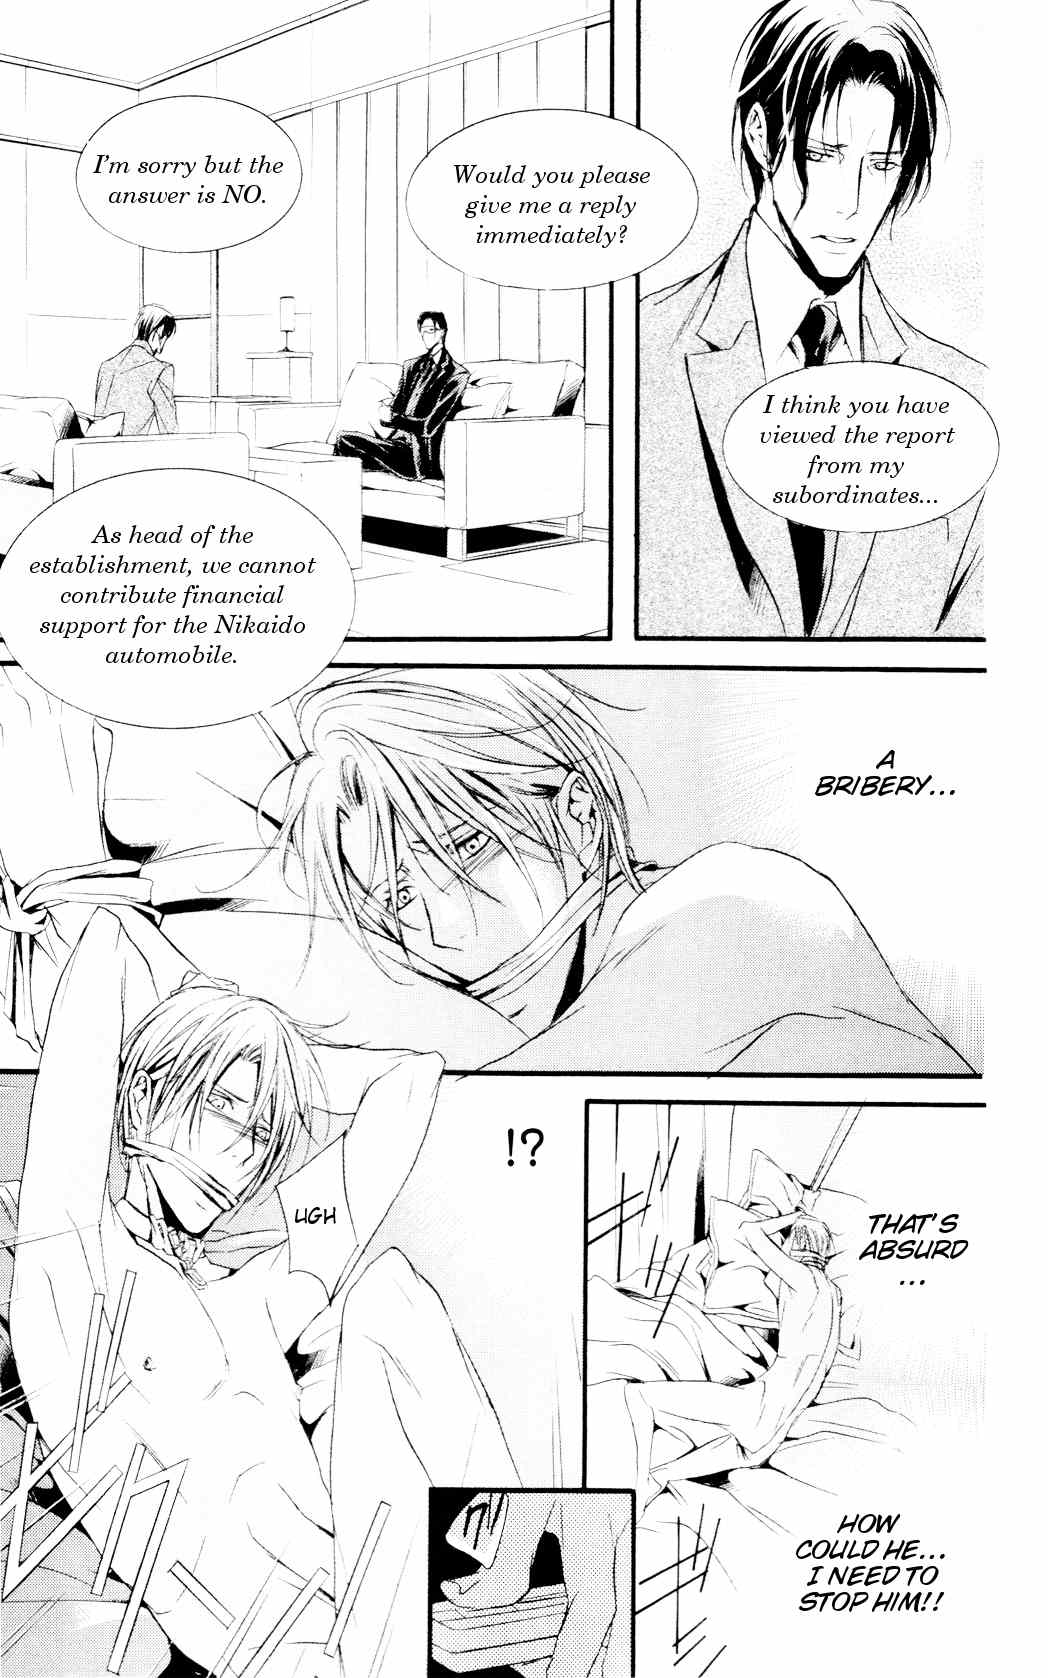 I think you have
viewed the report
from my
subordinates...
Would you please
give me a reply
immediately?
I'm sorry but the
answer is NO.
As head of the
establishment, we cannot
contribute financial
support for the Nikaido
automobile.
A
BRIBERY...
THAT'S
ABSURD
...
HOW
COULD HE...
I NEED TO
STOP HIM!!
!?
UGH